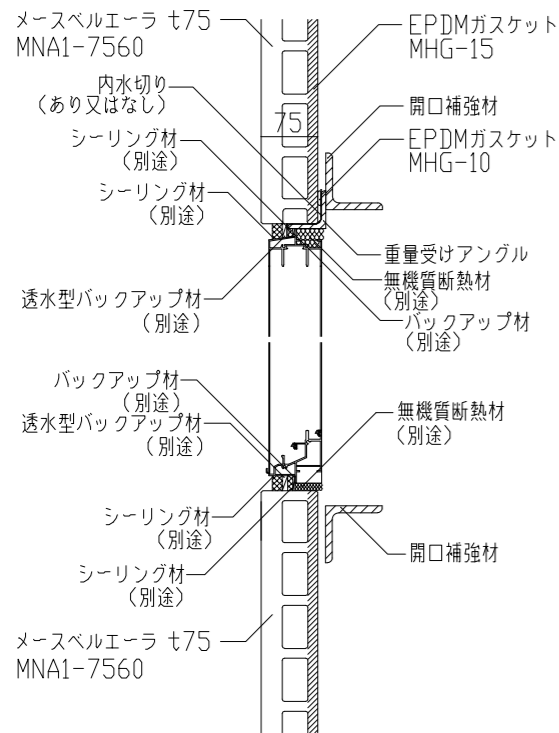 メースベルエーラ t75
MNA1-7560
内水切り
(あり又はなし)
シーリング材
(別途)
シーリング材
(別途)
75
EPDMガスケット
MHG-15
開口補強材
EPDMガスケット
MHG-10
重量受けアングル
無機質断熱材
(別途)
バックアップ材
(別途)
透水型バックアップ材
(別途)
バックアップ材
(別途)
透水型バックアップ材
(別途)
無機質断熱材
(別途)
シーリング材
(別途)
シーリング材
(別途)
開口補強材
メースベルエーラ t75
MNA1-7560